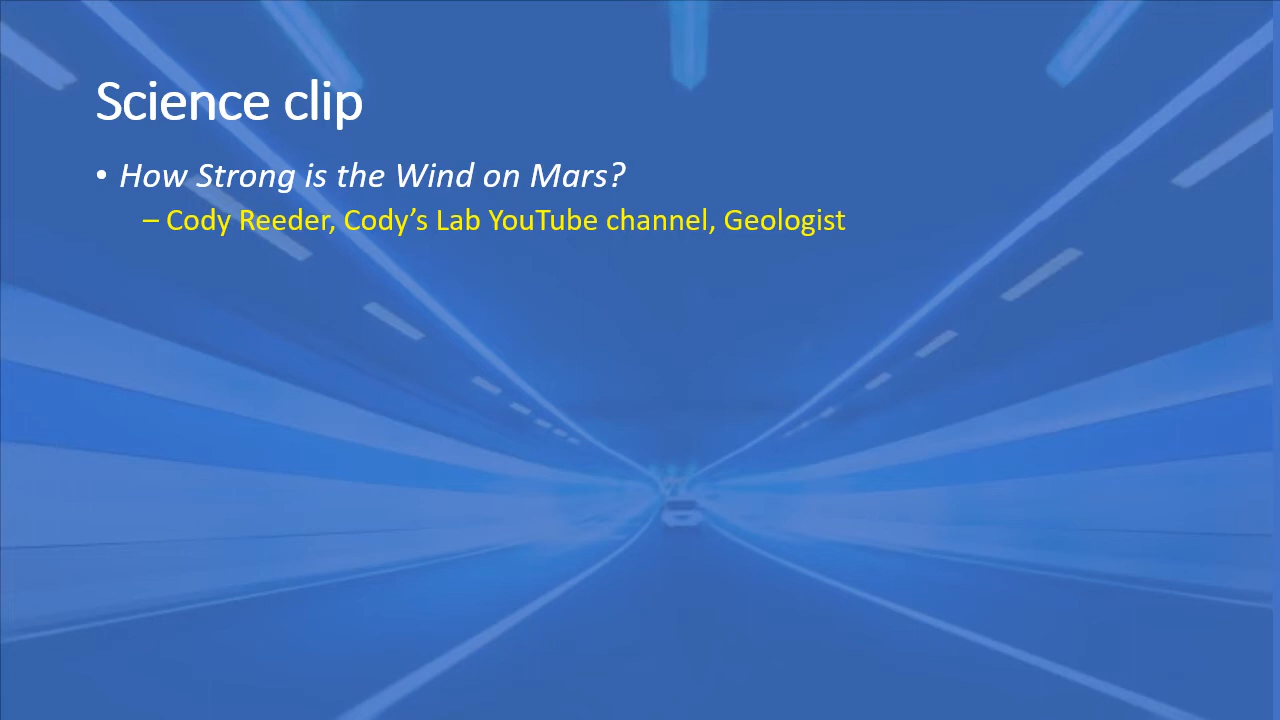 Science clip
• How Strong is the Wind on Mars?
– Cody Reeder, Cody’s Lab YouTube channel, Geologist